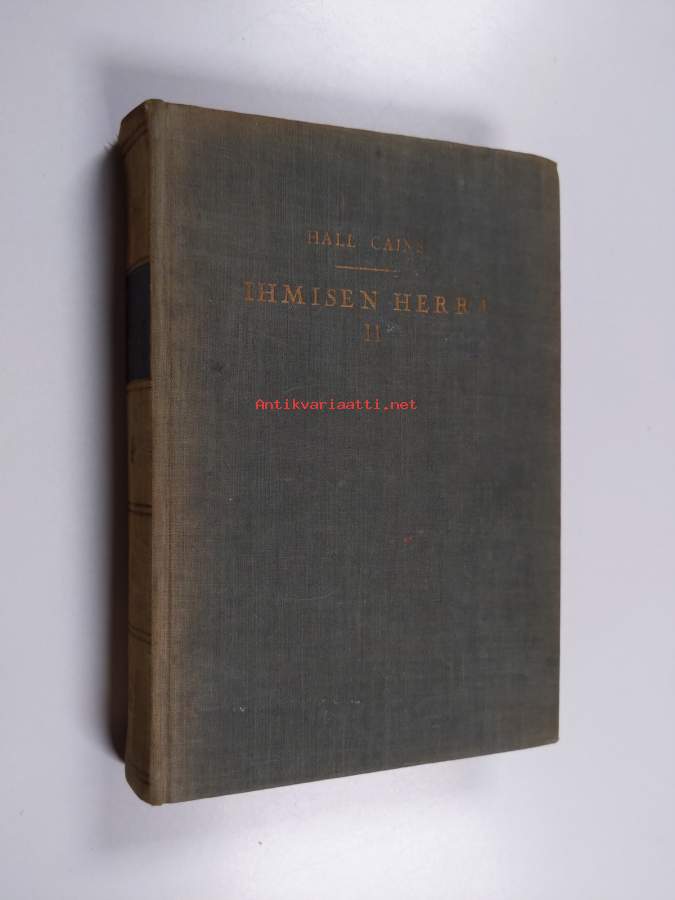 HALL CAINE
IHMISEN HERRA
II
Antikvariaatti.net